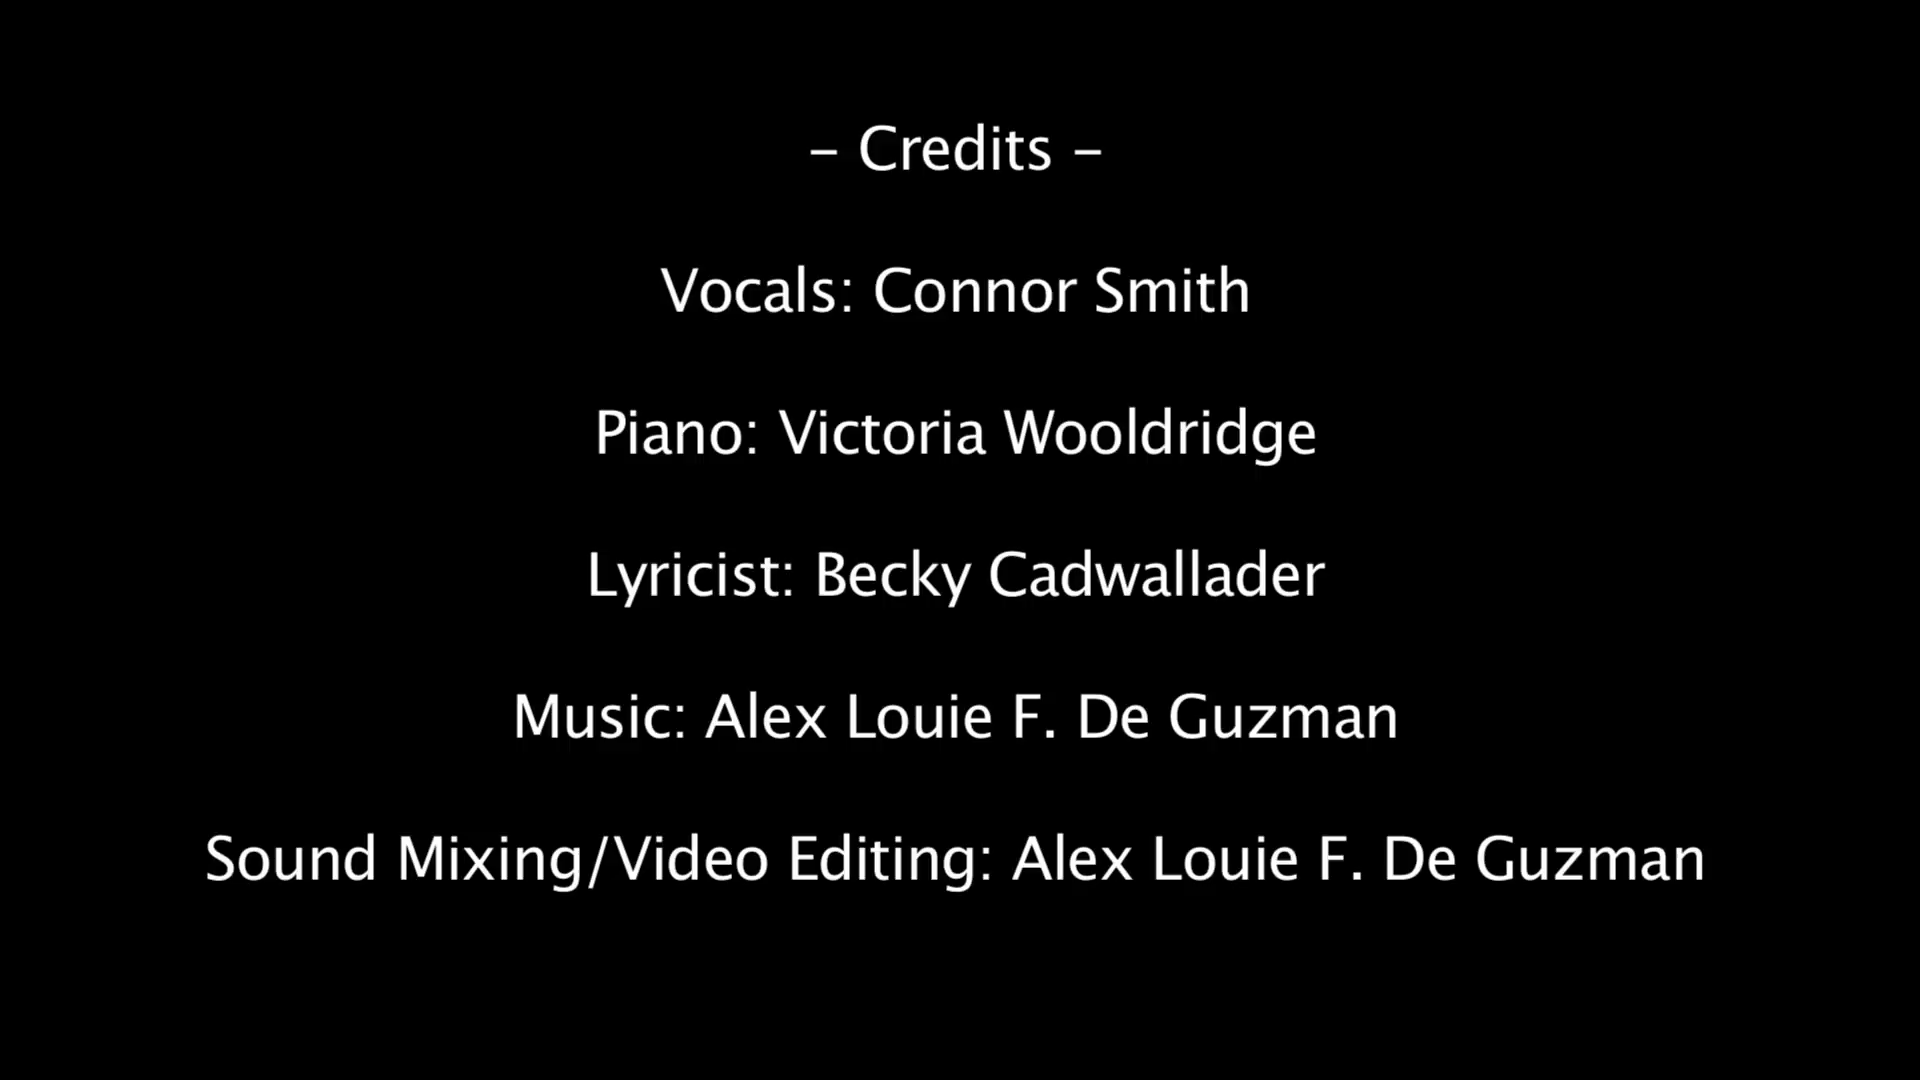 - Credits -
Vocals: Connor Smith
Piano: Victoria Wooldridge
Lyricist: Becky Cadwallader
Music: Alex Louie F. De Guzman
Sound Mixing/Video Editing: Alex Louie F. De Guzman